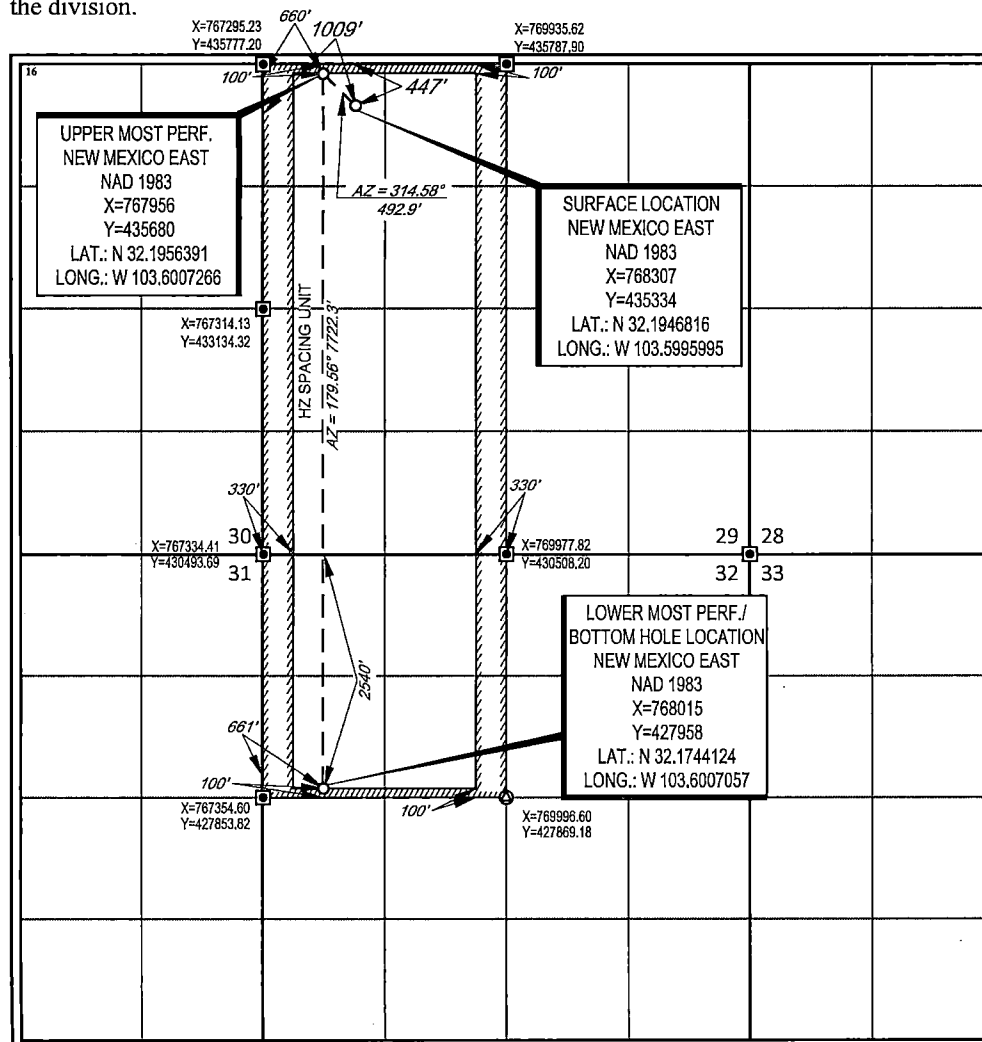 the division.
X=767295.23
Y=435777.20
660'
1009'
X=769935.62
Y=435787.90
16
100'
100'
447'
UPPER MOST PERF.
NEW MEXICO EAST
NAD 1983
X=767956
Y=435680
LAT.: N 32.1956391
LONG.: W 103.6007266
AZ = 314.58°
492.9'
SURFACE LOCATION
NEW MEXICO EAST
NAD 1983
X=768307
Y=435334
LAT.: N 32.1946816
LONG.: W 103.5995995
X=767314.13
Y=433134.32
HZ SPACING UNIT
AZ = 179.56° 7722.3'
330'
330'
X=767334.41
Y=430493.69
30
31
X=769977.82
Y=430508.20
29 28
32 33
LOWER MOST PERF./
BOTTOM HOLE LOCATION
NEW MEXICO EAST
NAD 1983
X=768015
Y=427958
LAT.: N 32.1744124
LONG.: W 103.6007057
2540'
661'
100'
100'
X=767354.60
Y=427853.82
X=769996.60
Y=427869.18